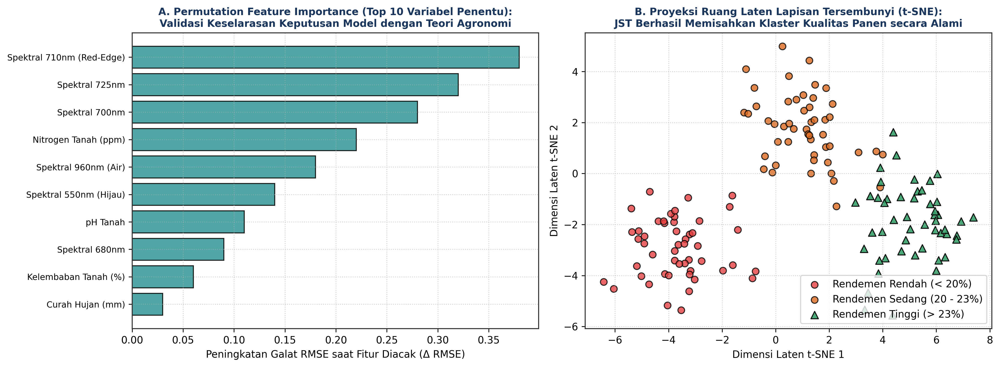 A. Permutation Feature Importance (Top 10 Variabel Penentu):
Validasi Keselarasan Keputusan Model dengan Teori Agronomi
Spektral 710nm (Red-Edge)
Spektral 725nm
Spektral 700nm
Nitrogen Tanah (ppm)
Spektral 960nm (Air)
Spektral 550nm (Hijau)
pH Tanah
Spektral 680nm
Kelembaban Tanah (%)
Curah Hujan (mm)
0.00 0.05 0.10 0.15 0.20 0.25 0.30 0.35
Peningkatan Galat RMSE saat Fitur Diacak (Δ RMSE)
B. Proyeksi Ruang Laten Lapisan Tersembunyi (t-SNE):
JST Berhasil Memisahkan Klaster Kualitas Panen secara Alami
Dimensi Laten t-SNE 2
4
2
0
−2
−4
−6
Rendemen Rendah (< 20%)
Rendemen Sedang (20 - 23%)
Rendemen Tinggi (> 23%)
−6 −4 −2 0 2 4 6 8
Dimensi Laten t-SNE 1